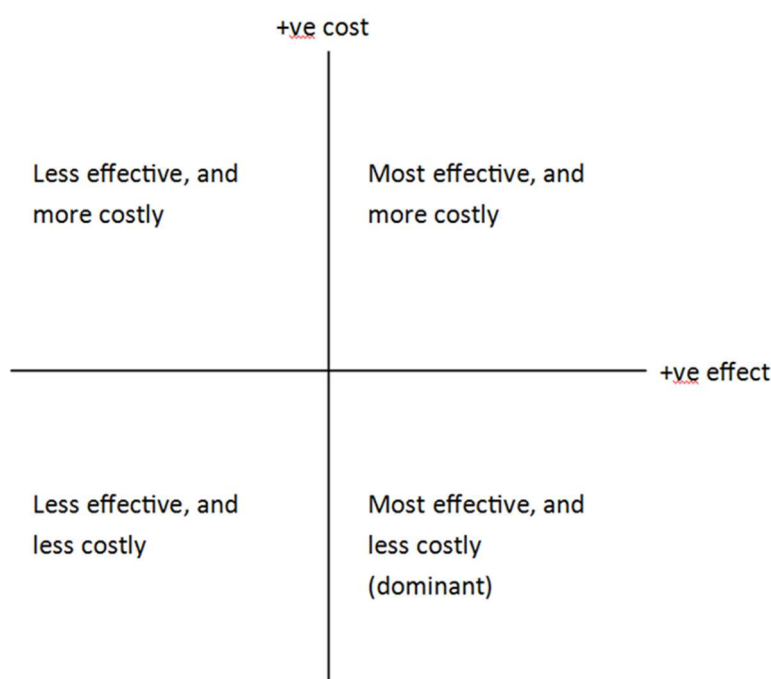 +ve cost
Less effective, and
more costly
Most effective, and
more costly
+ve effect
Less effective, and
less costly
Most effective, and
less costly
(dominant)